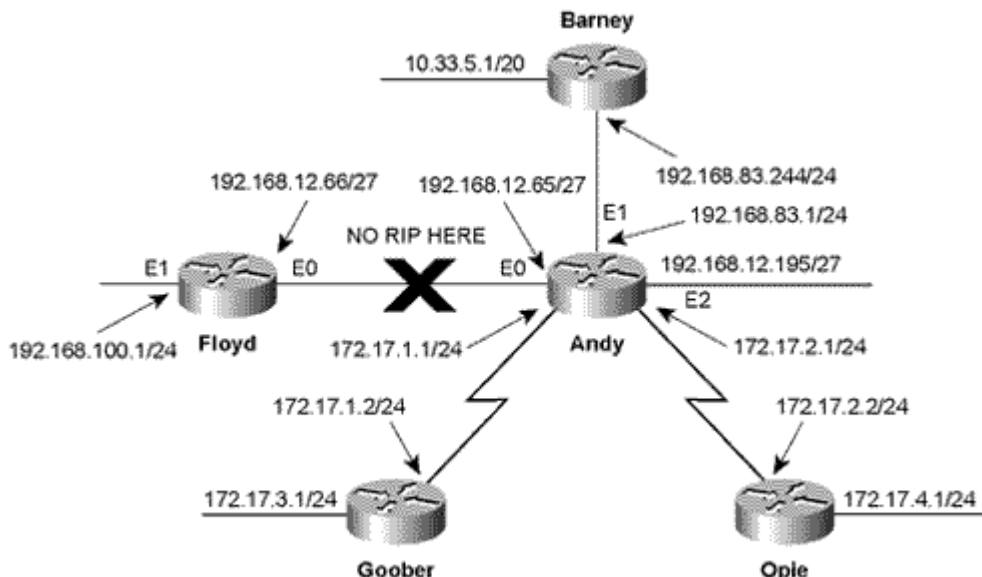 Barney
10.33.5.1/20
192.168.12.66/27
192.168.12.65/27
192.168.83.244/24
E1
192.168.83.1/24
NO RIP HERE
E1
E0
E0
192.168.12.195/27
E2
192.168.100.1/24
Floyd
172.17.1.1/24
Andy
172.17.2.1/24
172.17.1.2/24
172.17.2.2/24
172.17.3.1/24
172.17.4.1/24
Goober
Opie